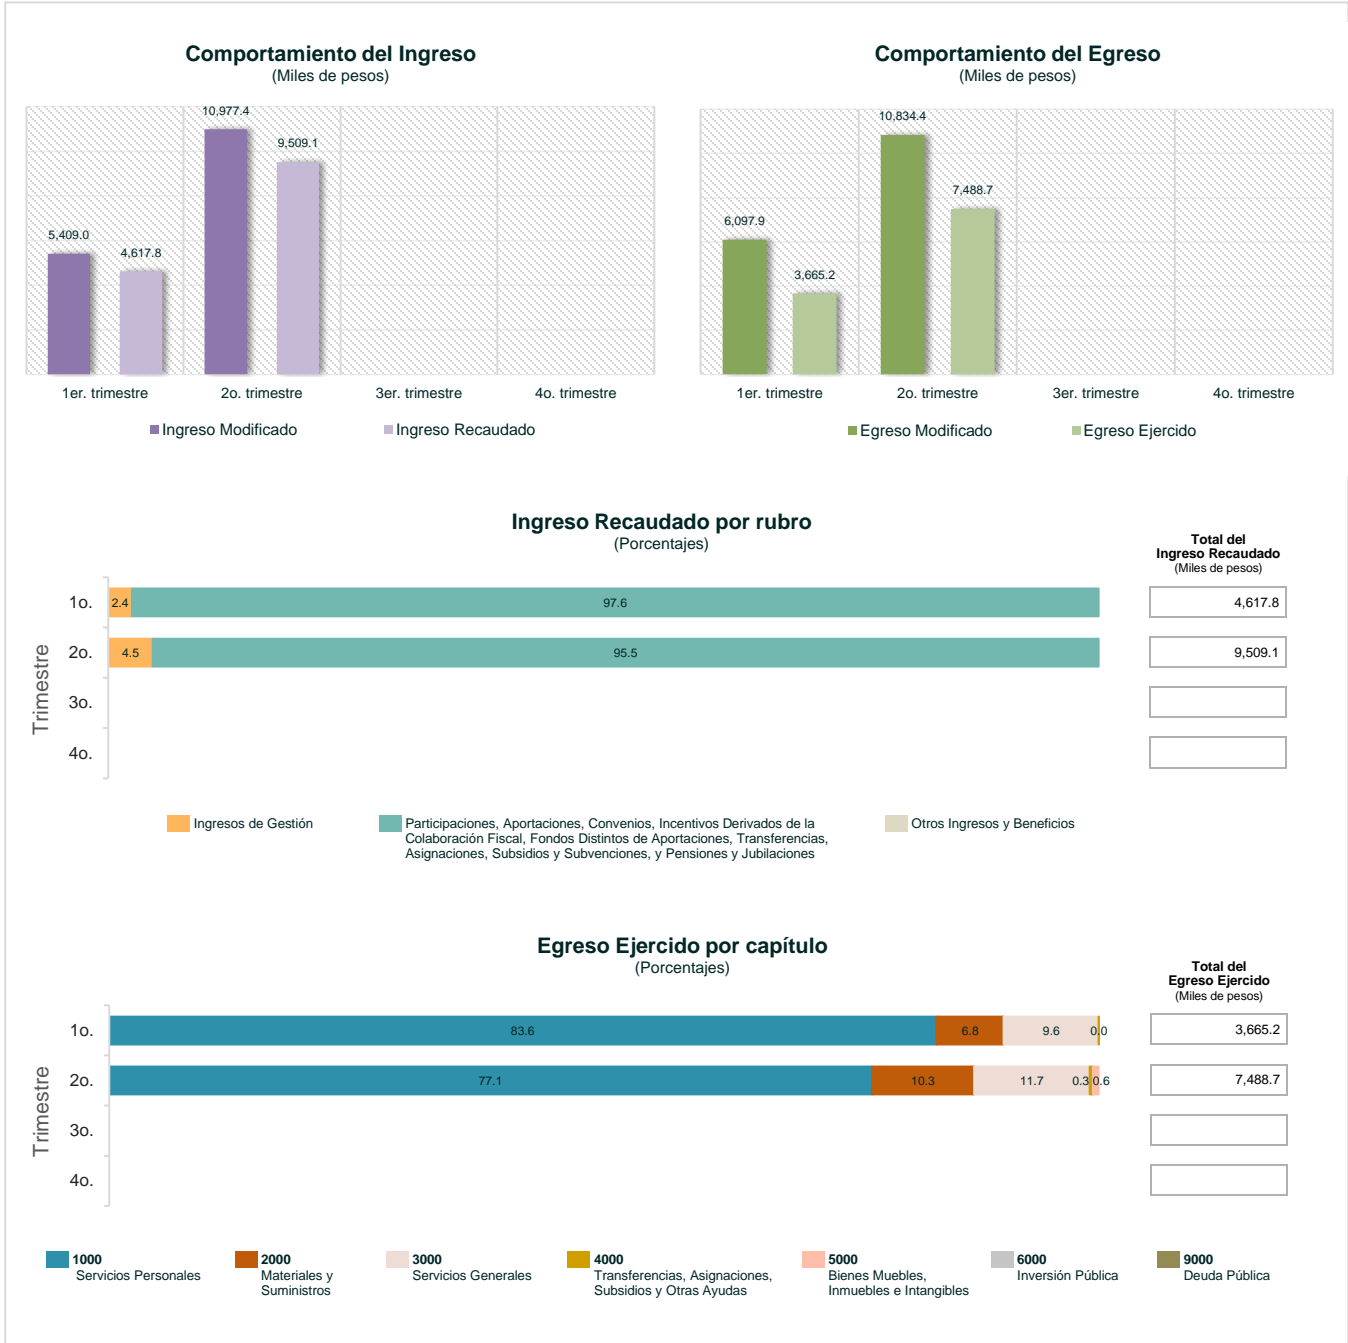 Comportamiento del Ingreso
(Miles de pesos)
10,977.4
9,509.1
5,409.0
4,617.8
1er. trimestre
2o. trimestre
3er. trimestre
4o. trimestre
Ingreso Modificado
Ingreso Recaudado
Comportamiento del Egreso
(Miles de pesos)
10,834.4
7,488.7
6,097.9
3,665.2
1er. trimestre
2o. trimestre
3er. trimestre
4o. trimestre
Egreso Modificado
Egreso Ejercido
Ingreso Recaudado por rubro
(Porcentajes)
Total del
Ingreso Recaudado
(Miles de pesos)
Trimestre
1o.
2.4
97.6
4,617.8
2o.
4.5
95.5
9,509.1
3o.
4o.
Ingresos de Gestión
Participaciones, Aportaciones, Convenios, Incentivos Derivados de la
Colaboración Fiscal, Fondos Distintos de Aportaciones, Transferencias,
Asignaciones, Subsidios y Subvenciones, y Pensiones y Jubilaciones
Otros Ingresos y Beneficios
Egreso Ejercido por capítulo
(Porcentajes)
Total del
Egreso Ejercido
(Miles de pesos)
Trimestre
1o.
83.6
6.8
9.6
0.0
3,665.2
2o.
77.1
10.3
11.7
0.3
0.6
7,488.7
3o.
4o.
1000
Servicios Personales
2000
Materiales y
Suministros
3000
Servicios Generales
4000
Transferencias, Asignaciones,
Subsidios y Otras Ayudas
5000
Bienes Muebles,
Inmuebles e Intangibles
6000
Inversión Pública
9000
Deuda Pública